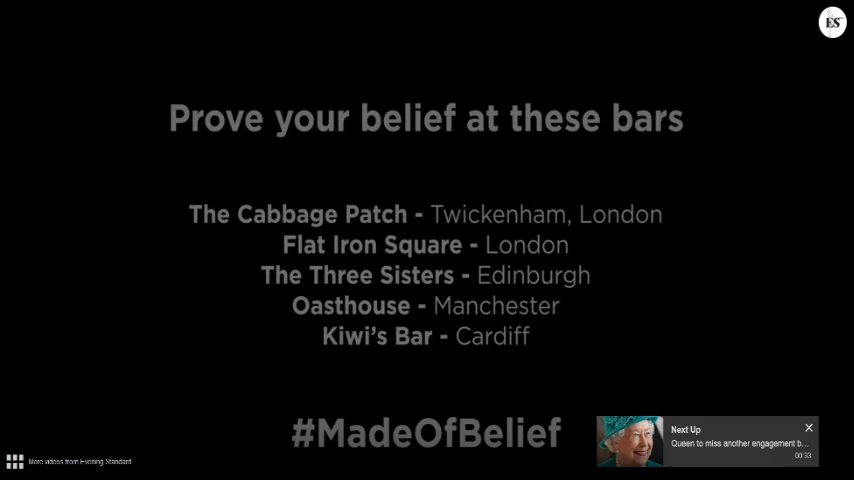 ES
Prove your belief at these bars
The Cabbage Patch - Twickenham, London
Flat Iron Square - London
The Three Sisters - Edinburgh
Oasthouse - Manchester
Kiwi's Bar - Cardiff
#MadeOfBelief
Next Up
Queen to miss another engagement b...
00:33
More videos from Evening Standard